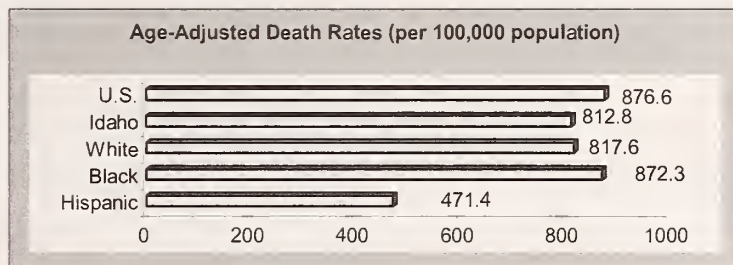 Age-Adjusted Death Rates (per 100,000 population)
U.S. 876.6
Idaho 812.8
White 817.6
Black 872.3
Hispanic 471.4
0 200 400 600 800 1000